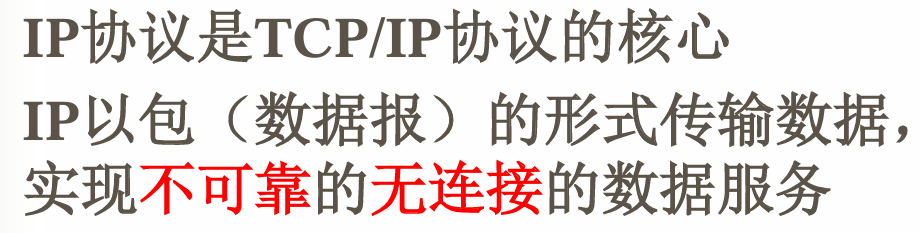 IP协议是TCP/IP协议的核心
IP以包（数据报）的形式传输数据，
实现不可靠的无连接的数据服务